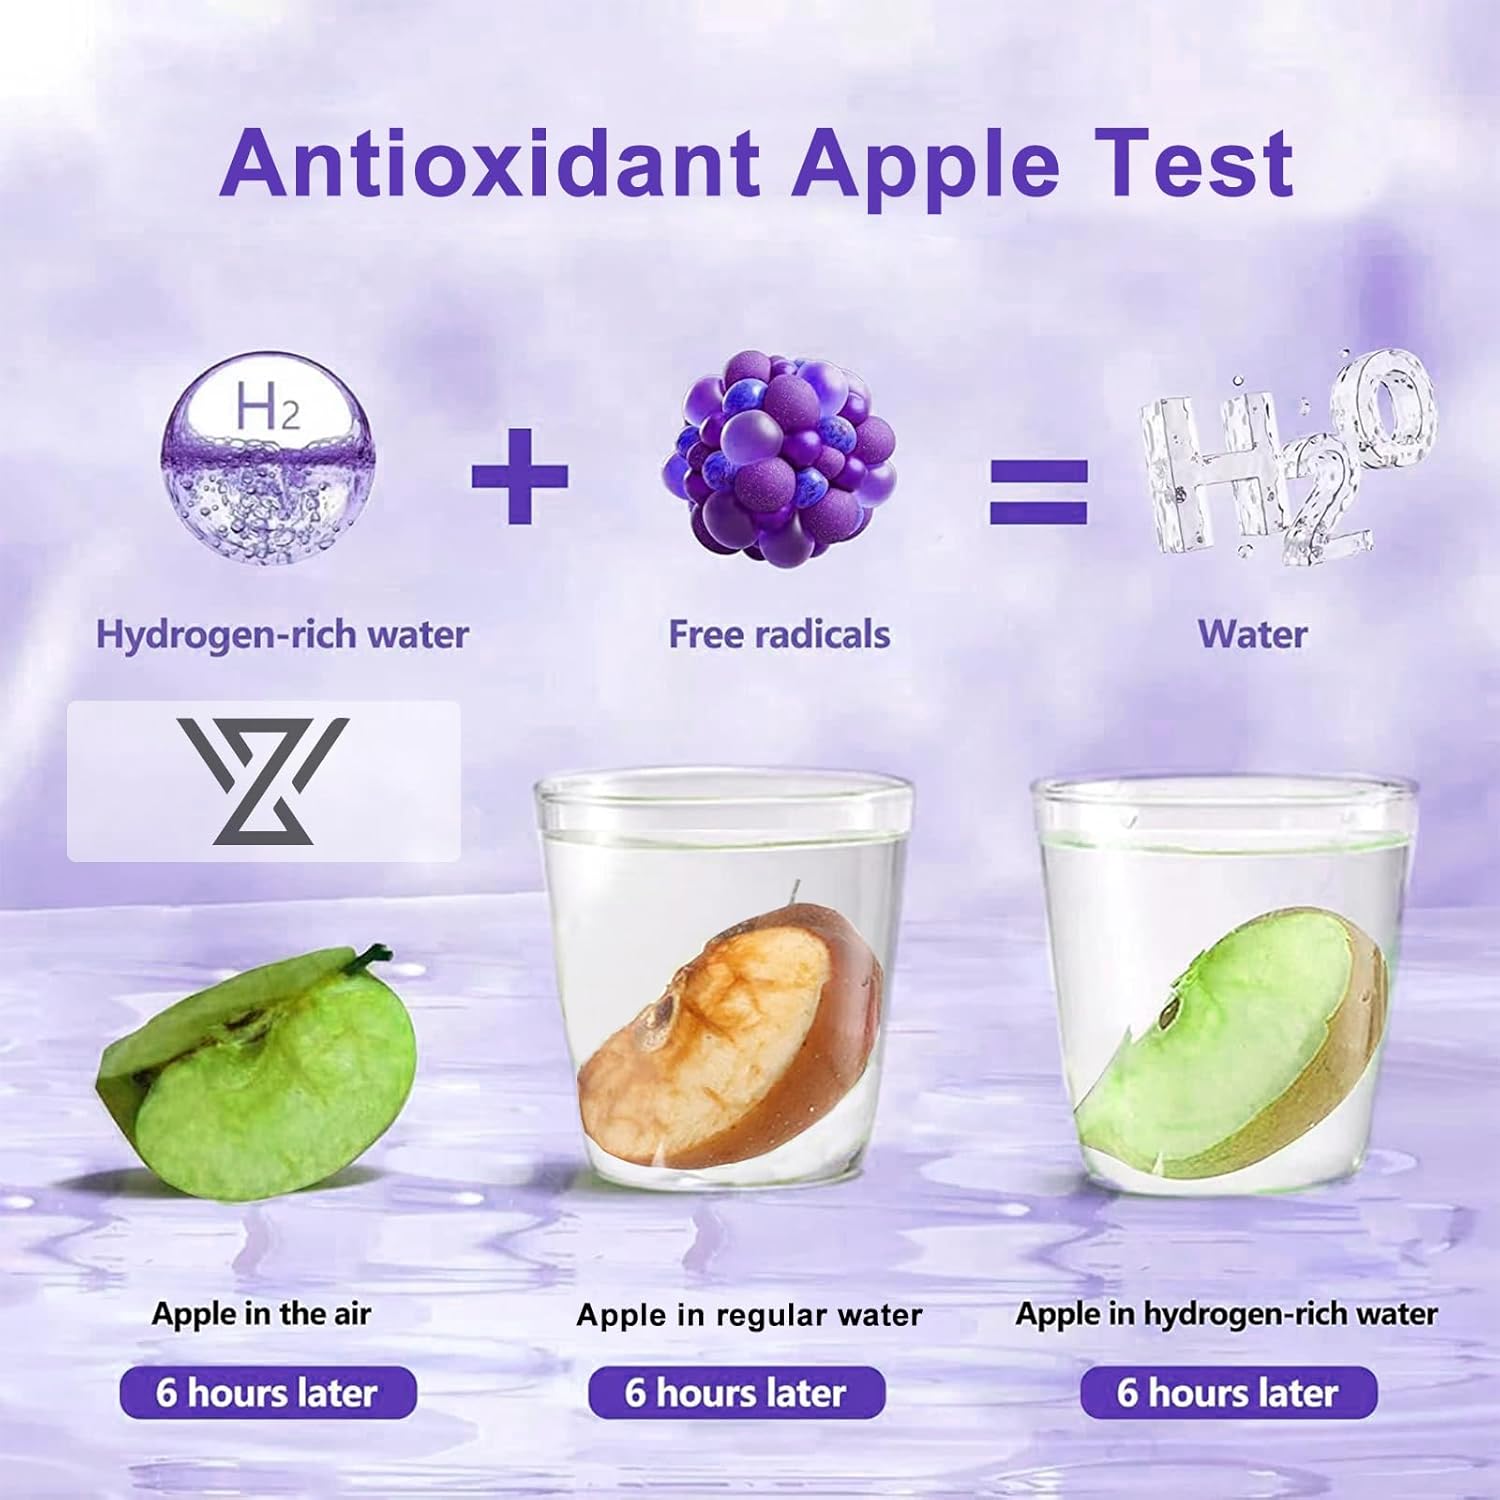 Antioxidant Apple Test
H2
H2O
Hydrogen-rich water
Free radicals
Water
Apple in the air
Apple in regular water
Apple in hydrogen-rich water
6 hours later
6 hours later
6 hours later